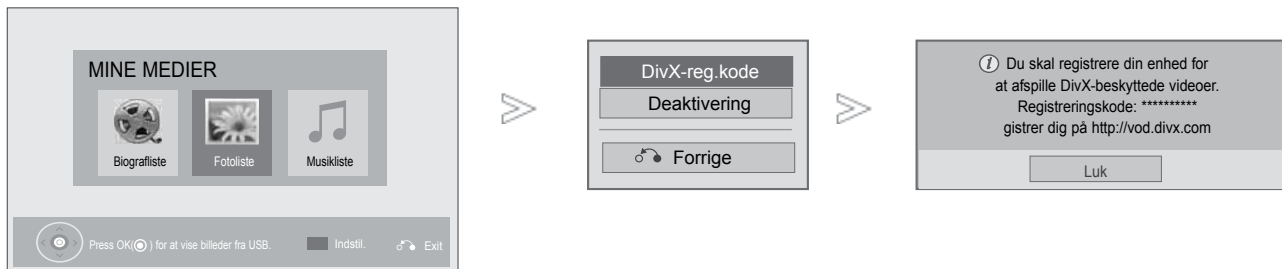 MINE MEDIER
Biografliste
Fotoliste
Musikliste
Press OK(◉) for at vise billeder fra USB.
Indstil.
Exit
DivX-reg.kode
Deaktivering
Forrige
Du skal registrere din enhed for
at afspille DivX-beskyttede videoer.
Registreringskode: **********
gistrer dig på http://vod.divx.com
Luk